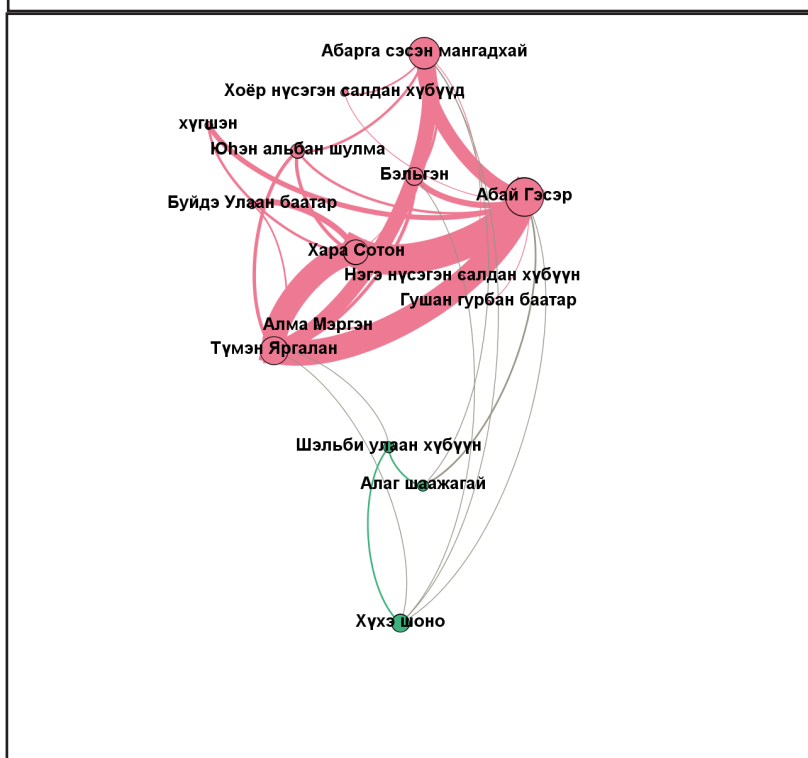 Абарга сэсэн мангадхай
Хоёр нүсэгэн салдан хүбүүд
хүгшэн
Юһэн альбан шулма
Бэльгэн
Абай Гэсэр
Буйдэ Улаан баатар
Хара Сотон
Нэгэ нүсэгэн салдан хүбүүн
Гушан гурбан баатар
Алма Мэргэн
Түмэн Яргалан
Шэльби улаан хүбүүн
Алаг шаажагай
Хүхэ шоно